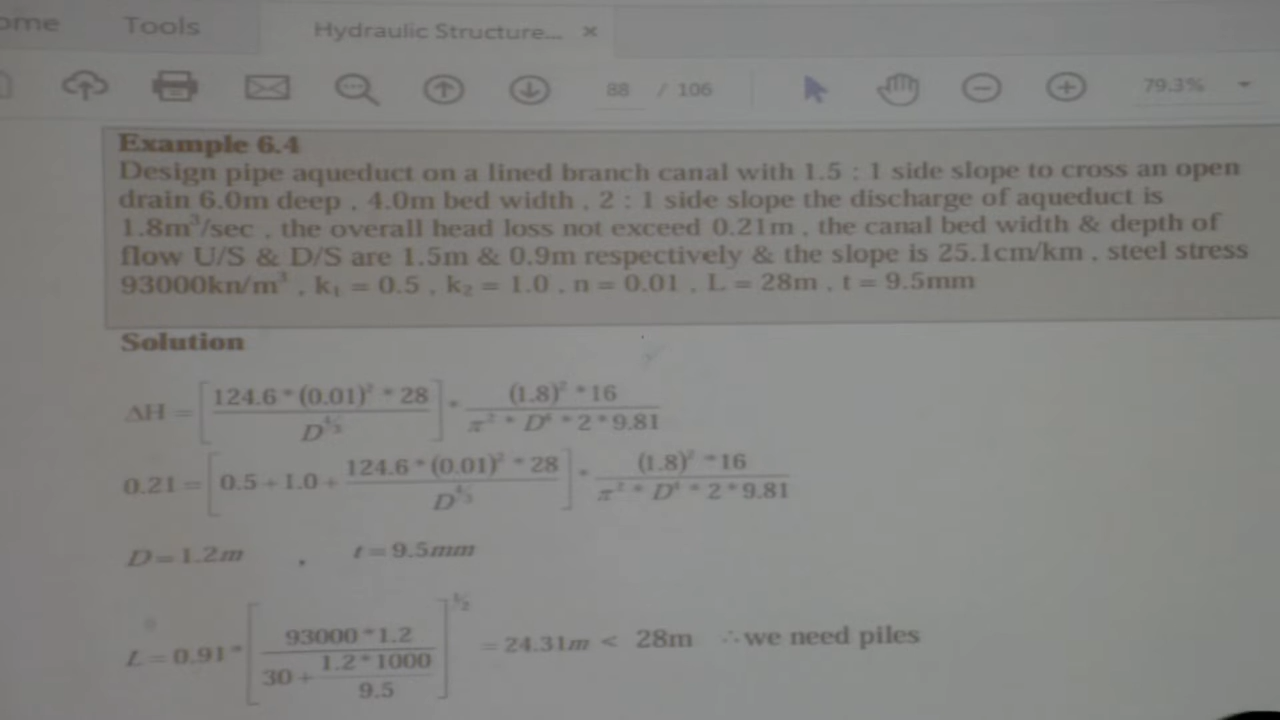 ome Tools Hydraulic Structure... ×
88 / 106 79.3%
Example 6.4
Design pipe aqueduct on a lined branch canal with 1.5 : 1 side slope to cross an open
drain 6.0m deep , 4.0m bed width , 2 : 1 side slope the discharge of aqueduct is
1.8m³/sec , the overall head loss not exceed 0.21m , the canal bed width & depth of
flow U/S & D/S are 1.5m & 0.9m respectively & the slope is 25.1cm/km , steel stress
93000kn/m³ , k₁ = 0.5 , k₂ = 1.0 , n = 0.01 , L = 28m , t = 9.5mm
Solution
ΔH = [124.6 * (0.01)² * 28 / D^(4/3)] * (1.8)² * 16 / π² * D⁴ * 2 * 9.81
0.21 = [0.5 + 1.0 + 124.6 * (0.01)² * 28 / D^(4/3)] * (1.8)² * 16 / π² * D⁴ * 2 * 9.81
D = 1.2m , t = 9.5mm
L = 0.91 * [93000 * 1.2 / 30 + 1.2 * 1000 / 9.5]^½ = 24.31m < 28m ∴ we need piles